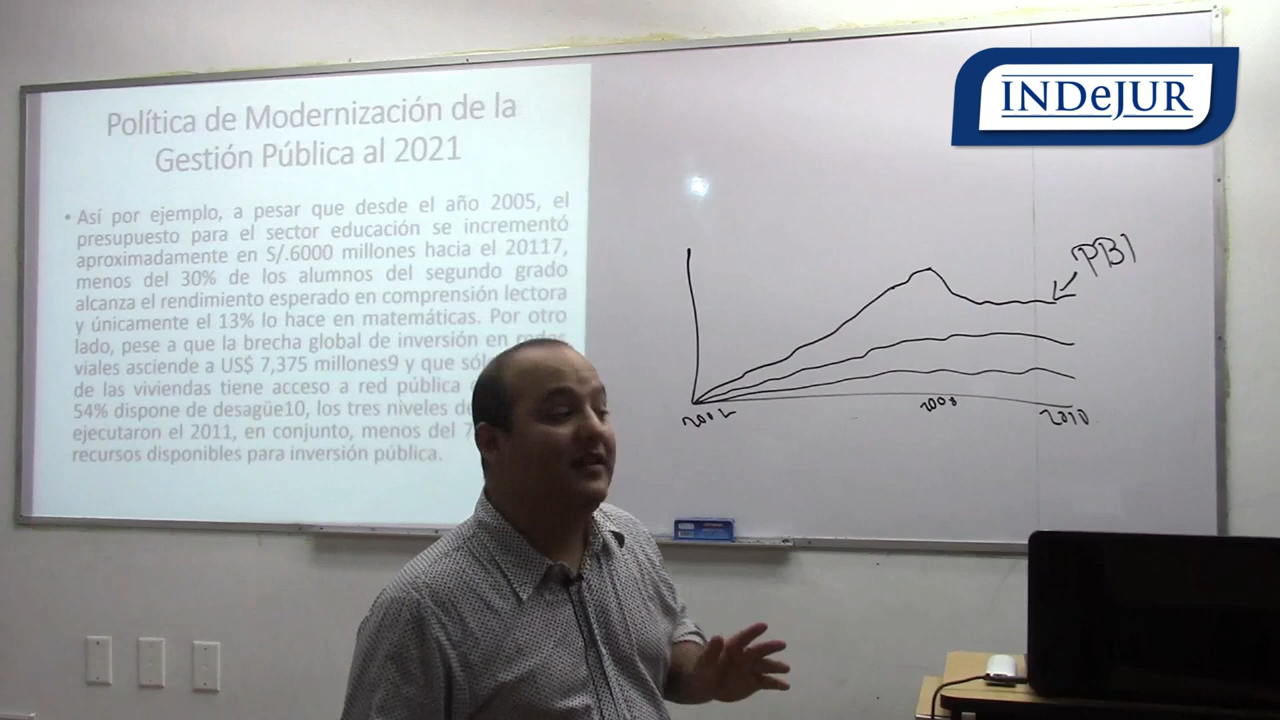 Política de Modernización de la
Gestión Pública al 2021
• Así por ejemplo, a pesar que desde el año 2005, el
presupuesto para el sector educación se incrementó
aproximadamente en S/.6000 millones hacia el 20117,
menos del 30% de los alumnos del segundo grado
alcanza el rendimiento esperado en comprensión lectora
y únicamente el 13% lo hace en matemáticas. Por otro
lado, pese a que la brecha global de inversión en redes
viales asciende a US$ 7,375 millones9 y que sól
de las viviendas tiene acceso a red pública
54% dispone de desagüe10, los tres niveles de
ejecutaron el 2011, en conjunto, menos del 7
recursos disponibles para inversión pública.
INDeJUR
PBI
2002 2008 2010